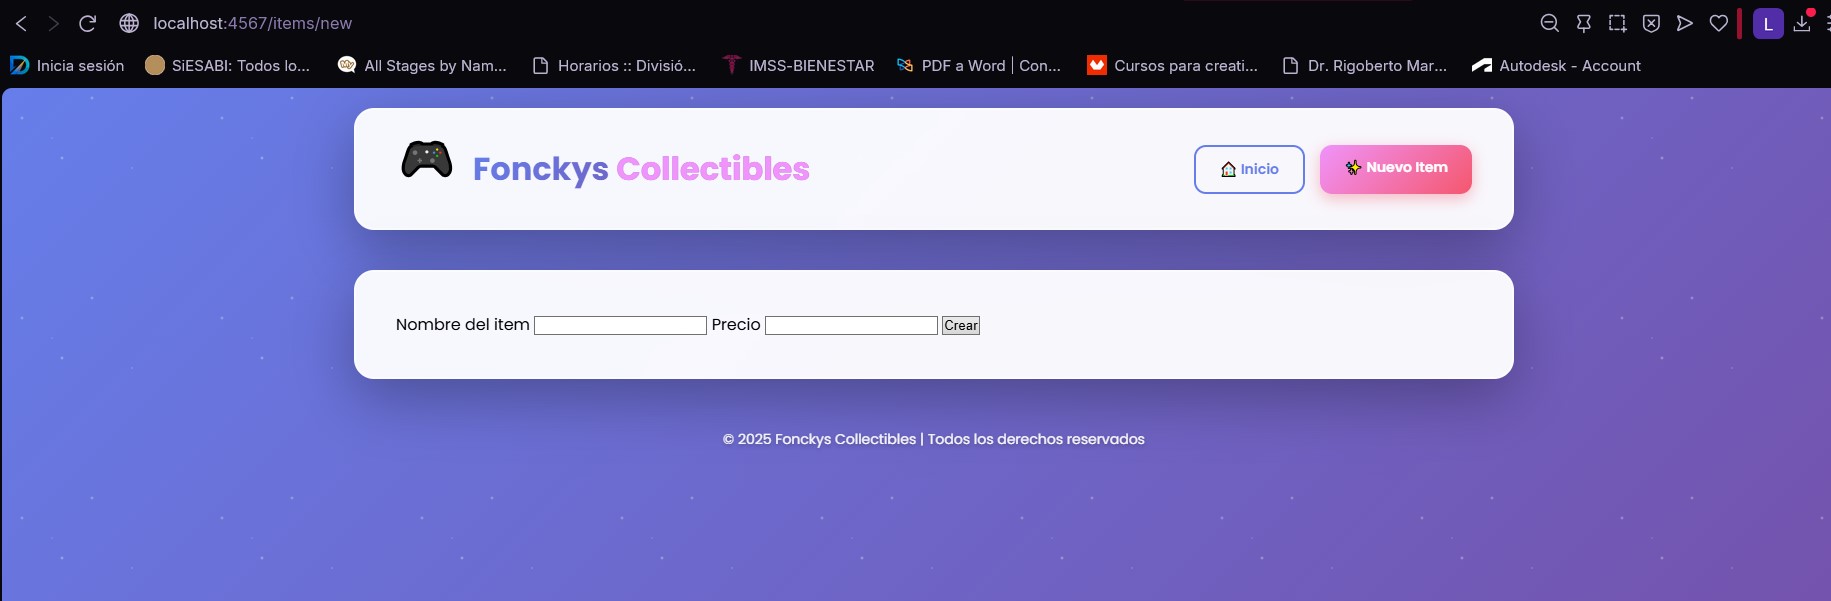 localhost:4567/items/new
L
Inicia sesión SiESABI: Todos lo... All Stages by Nam... Horarios :: Divisió... IMSS-BIENESTAR PDF a Word | Con... Cursos para creati... Dr. Rigoberto Mar... Autodesk - Account
Fonckys Collectibles
Inicio
Nuevo Item
Nombre del item Precio Crear
© 2025 Fonckys Collectibles | Todos los derechos reservados